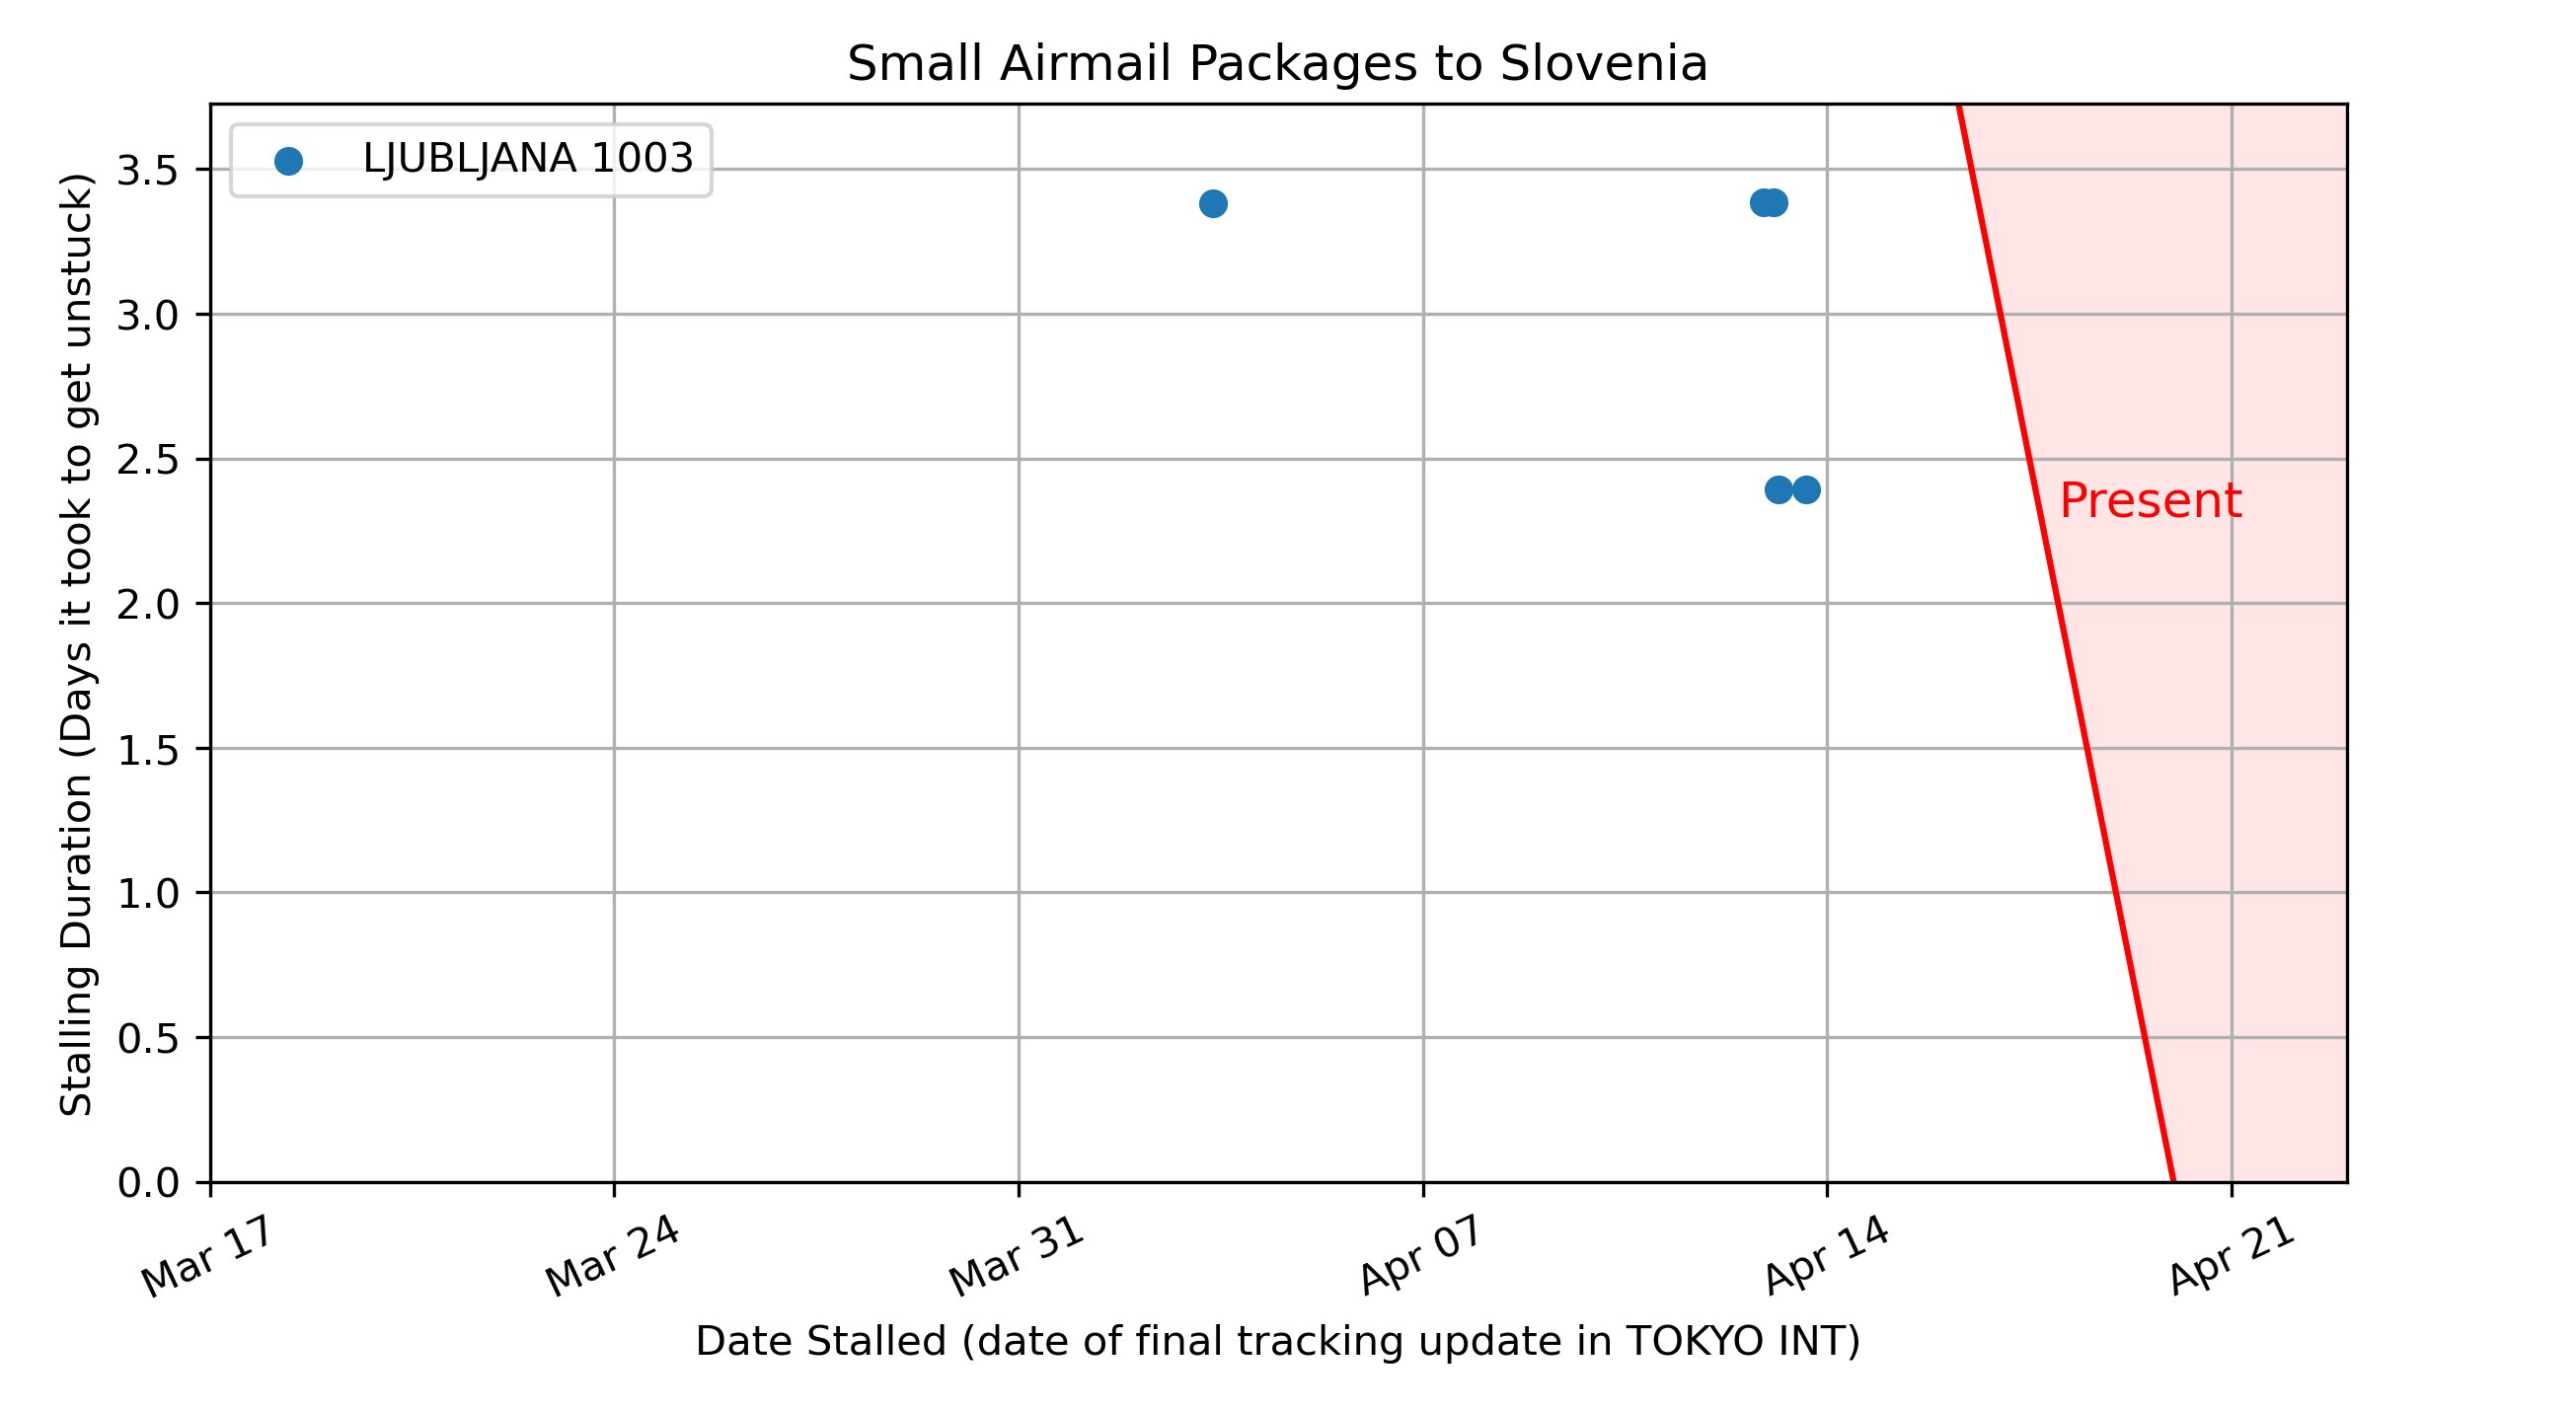 Small Airmail Packages to Slovenia
LJUBLJANA 1003
Stalling Duration (Days it took to get unstuck)
3.5
3.0
2.5
2.0
1.5
1.0
0.5
0.0
Present
Mar 17
Mar 24
Mar 31
Apr 07
Apr 14
Apr 21
Date Stalled (date of final tracking update in TOKYO INT)